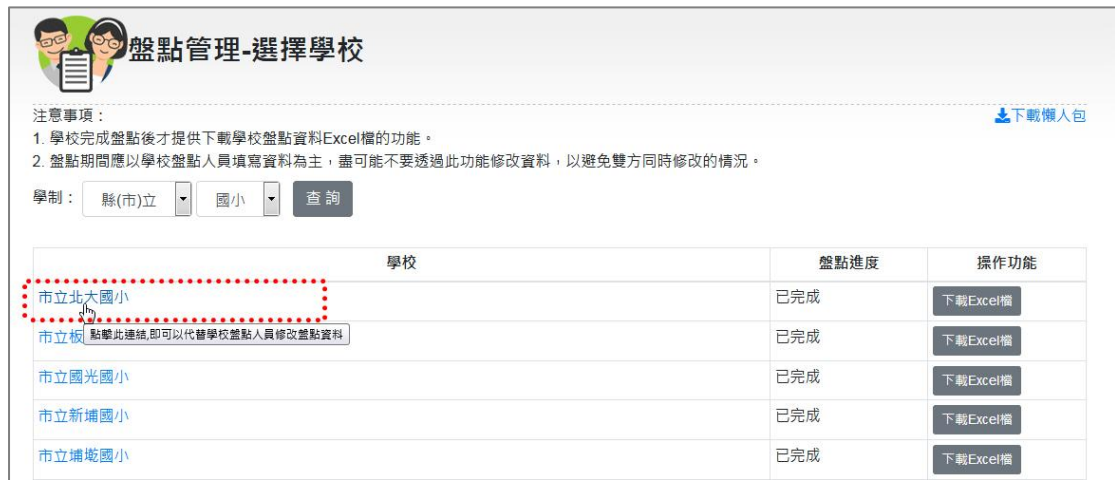 盤點管理-選擇學校
注意事項：
下載懶人包
1. 學校完成盤點後才提供下載學校盤點資料Excel檔的功能。
2. 盤點期間應以學校盤點人員填寫資料為主，盡可能不要透過此功能修改資料，以避免雙方同時修改的情況。
學制： 縣(市)立 國小 查詢
學校 盤點進度 操作功能
市立北大國小 已完成 下載Excel檔
市立板 點擊此連結,即可以代替學校盤點人員修改盤點資料 已完成 下載Excel檔
市立國光國小 已完成 下載Excel檔
市立新埔國小 已完成 下載Excel檔
市立埔墘國小 已完成 下載Excel檔